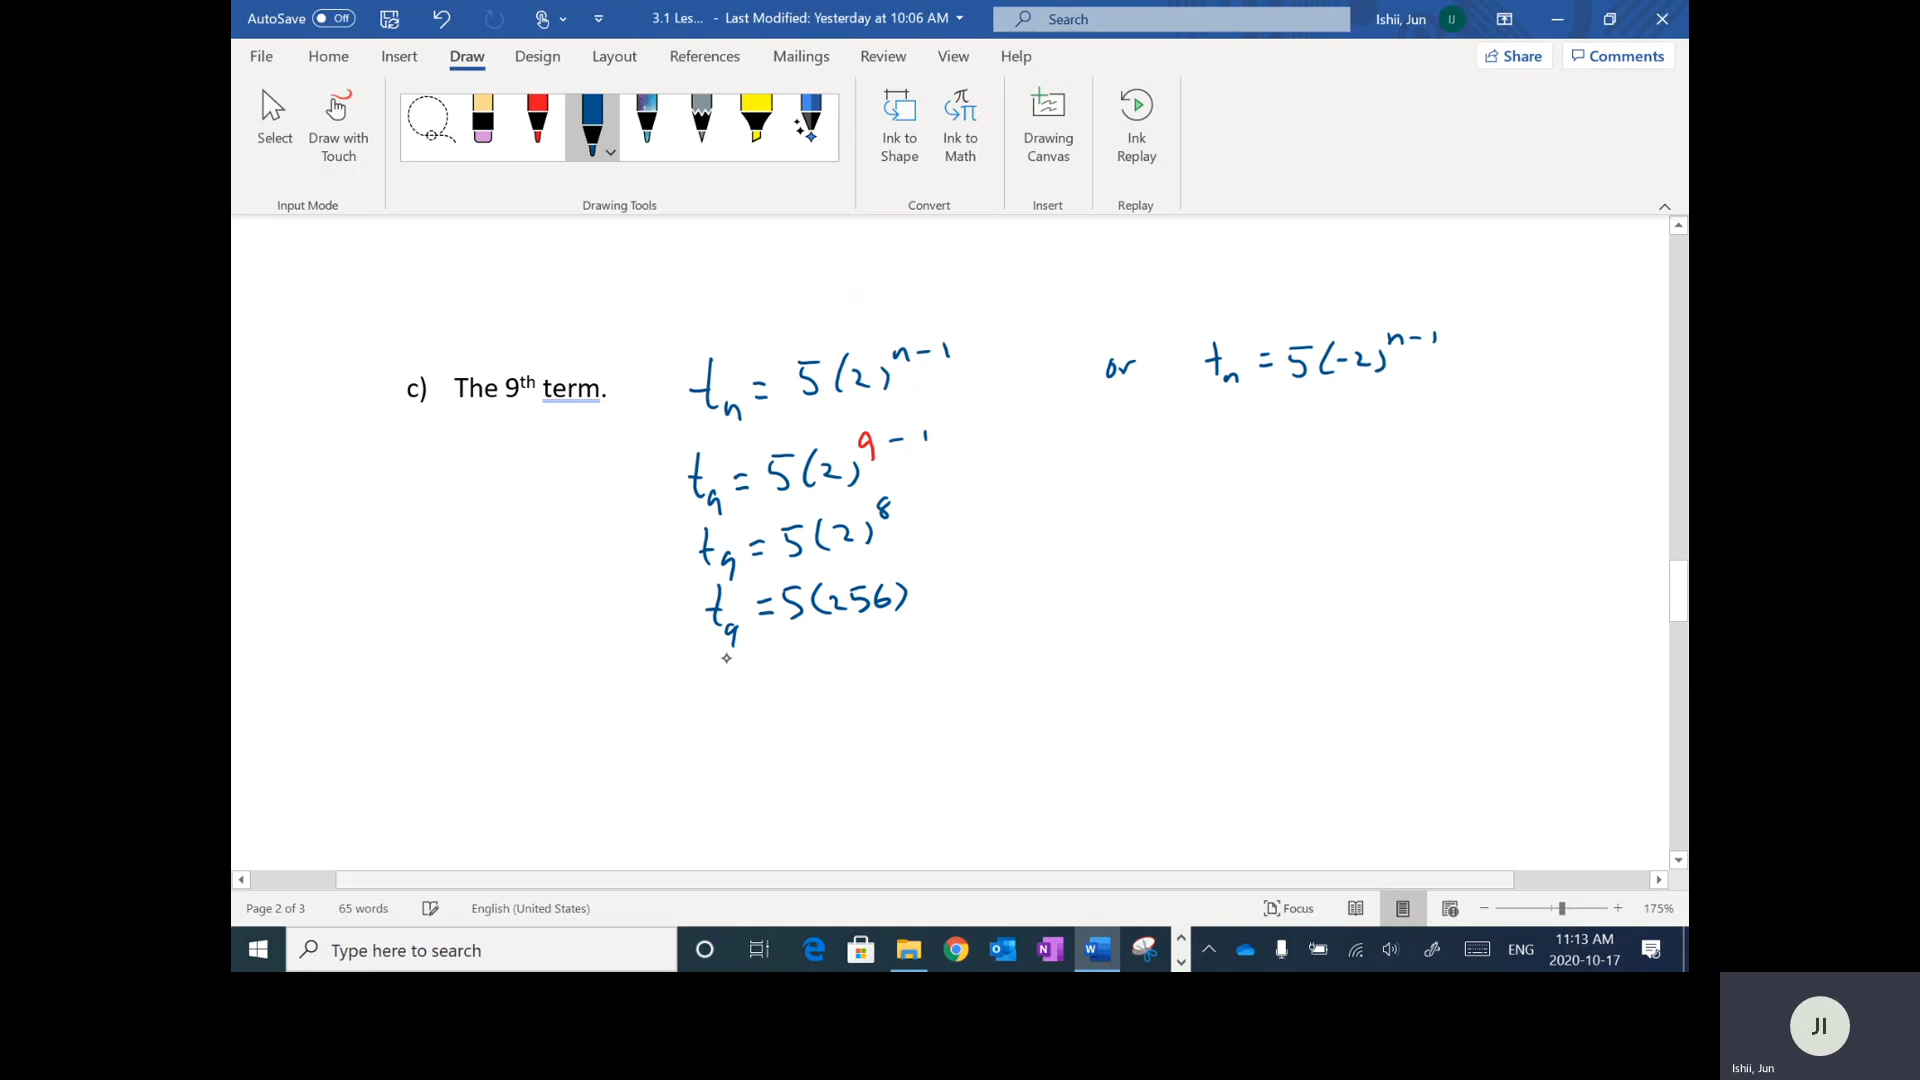 AutoSave Off 3.1 Les... - Last Modified: Yesterday at 10:06 AM Search Ishii, Jun IJ
File Home Insert Draw Design Layout References Mailings Review View Help Share Comments
Select
Draw with Touch
Ink to Shape
Ink to Math
Drawing Canvas
Ink Replay
Input Mode Drawing Tools Convert Insert Replay
tₙ = 5(2)ⁿ⁻¹ or tₙ = 5(-2)ⁿ⁻¹
c) The 9ᵗʰ term.
t₉ = 5(2)⁹⁻¹
t₉ = 5(2)⁸
t₉ = 5(256)
Page 2 of 3 65 words English (United States) Focus 175%
Type here to search ENG 11:13 AM
2020-10-17
JI
Ishii, Jun